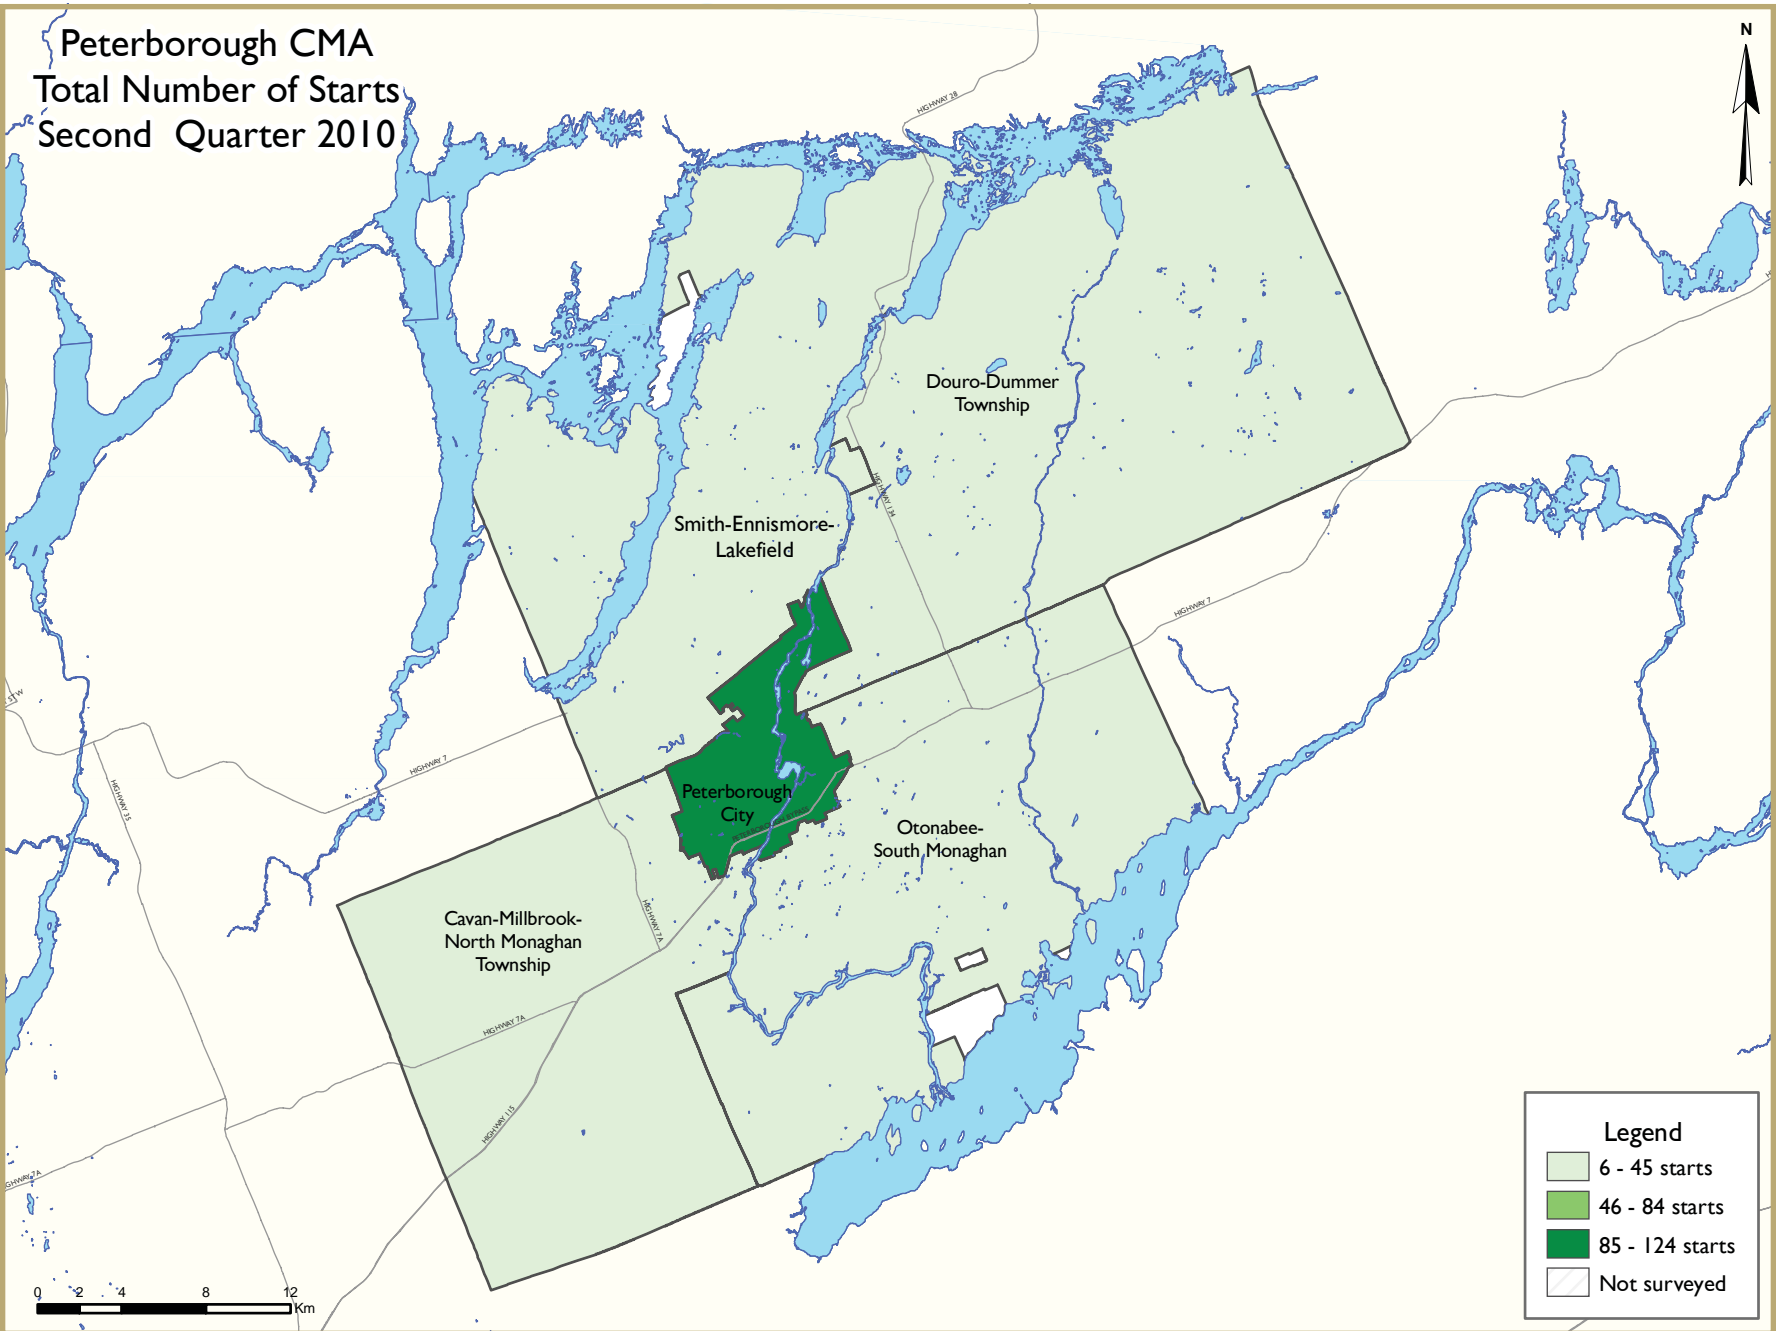 Peterborough CMA
Total Number of Starts
Second Quarter 2010
N
HIGHWAY 28
Douro-Dummer
Township
HIGHWAY 134
Smith-Ennismore-
Lakefield
HIGHWAY 7
HIGHWAY 7
HIGHWAY 35
Peterborough
City
Otonabee-
South Monaghan
HIGHWAY 7A
Cavan-Millbrook-
North Monaghan
Township
HIGHWAY 7A
HIGHWAY 115
GHWAY 7A
ST W
Legend
6 - 45 starts
46 - 84 starts
85 - 124 starts
Not surveyed
0 2 4 8 12
Km